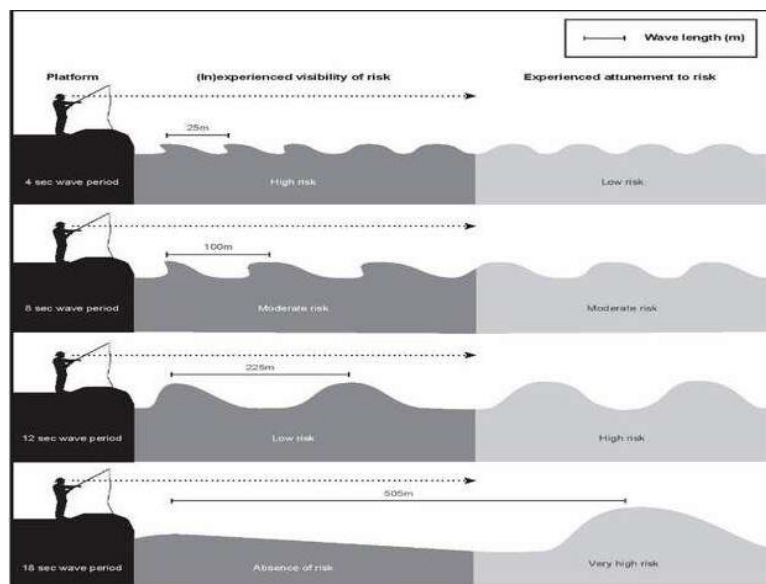 Wave length (m)
Platform
(In)experienced visibility of risk
Experienced attunement to risk
25m
4 sec wave period
High risk
Low risk
100m
8 sec wave period
Moderate risk
Moderate risk
225m
12 sec wave period
Low risk
High risk
505m
18 sec wave period
Absence of risk
Very high risk